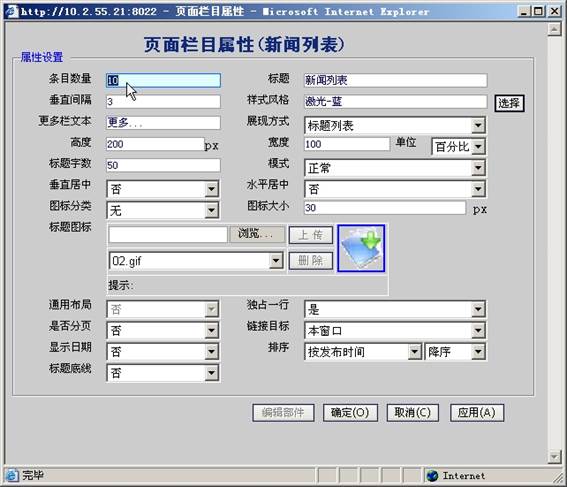 http://10.2.55.21:8022 - 页面栏目属性 - Microsoft Internet Explorer
页面栏目属性(新闻列表)
属性设置
条目数量 10 标题 新闻列表
垂直间隔 3 样式风格 激光-蓝 选择
更多栏文本 更多... 展现方式 标题列表
高度 200 px 宽度 100 单位 百分比
标题字数 50 模式 正常
垂直居中 否 水平居中 否
图标分类 无 图标大小 30 px
标题图标 浏览... 上传
02.gif 删除
提示:
通用布局 否 独占一行 是
是否分页 否 链接目标 本窗口
显示日期 否 排序 按发布时间 降序
标题底线 否
编辑部件 确定(O) 取消(C) 应用(A)
完毕 Internet